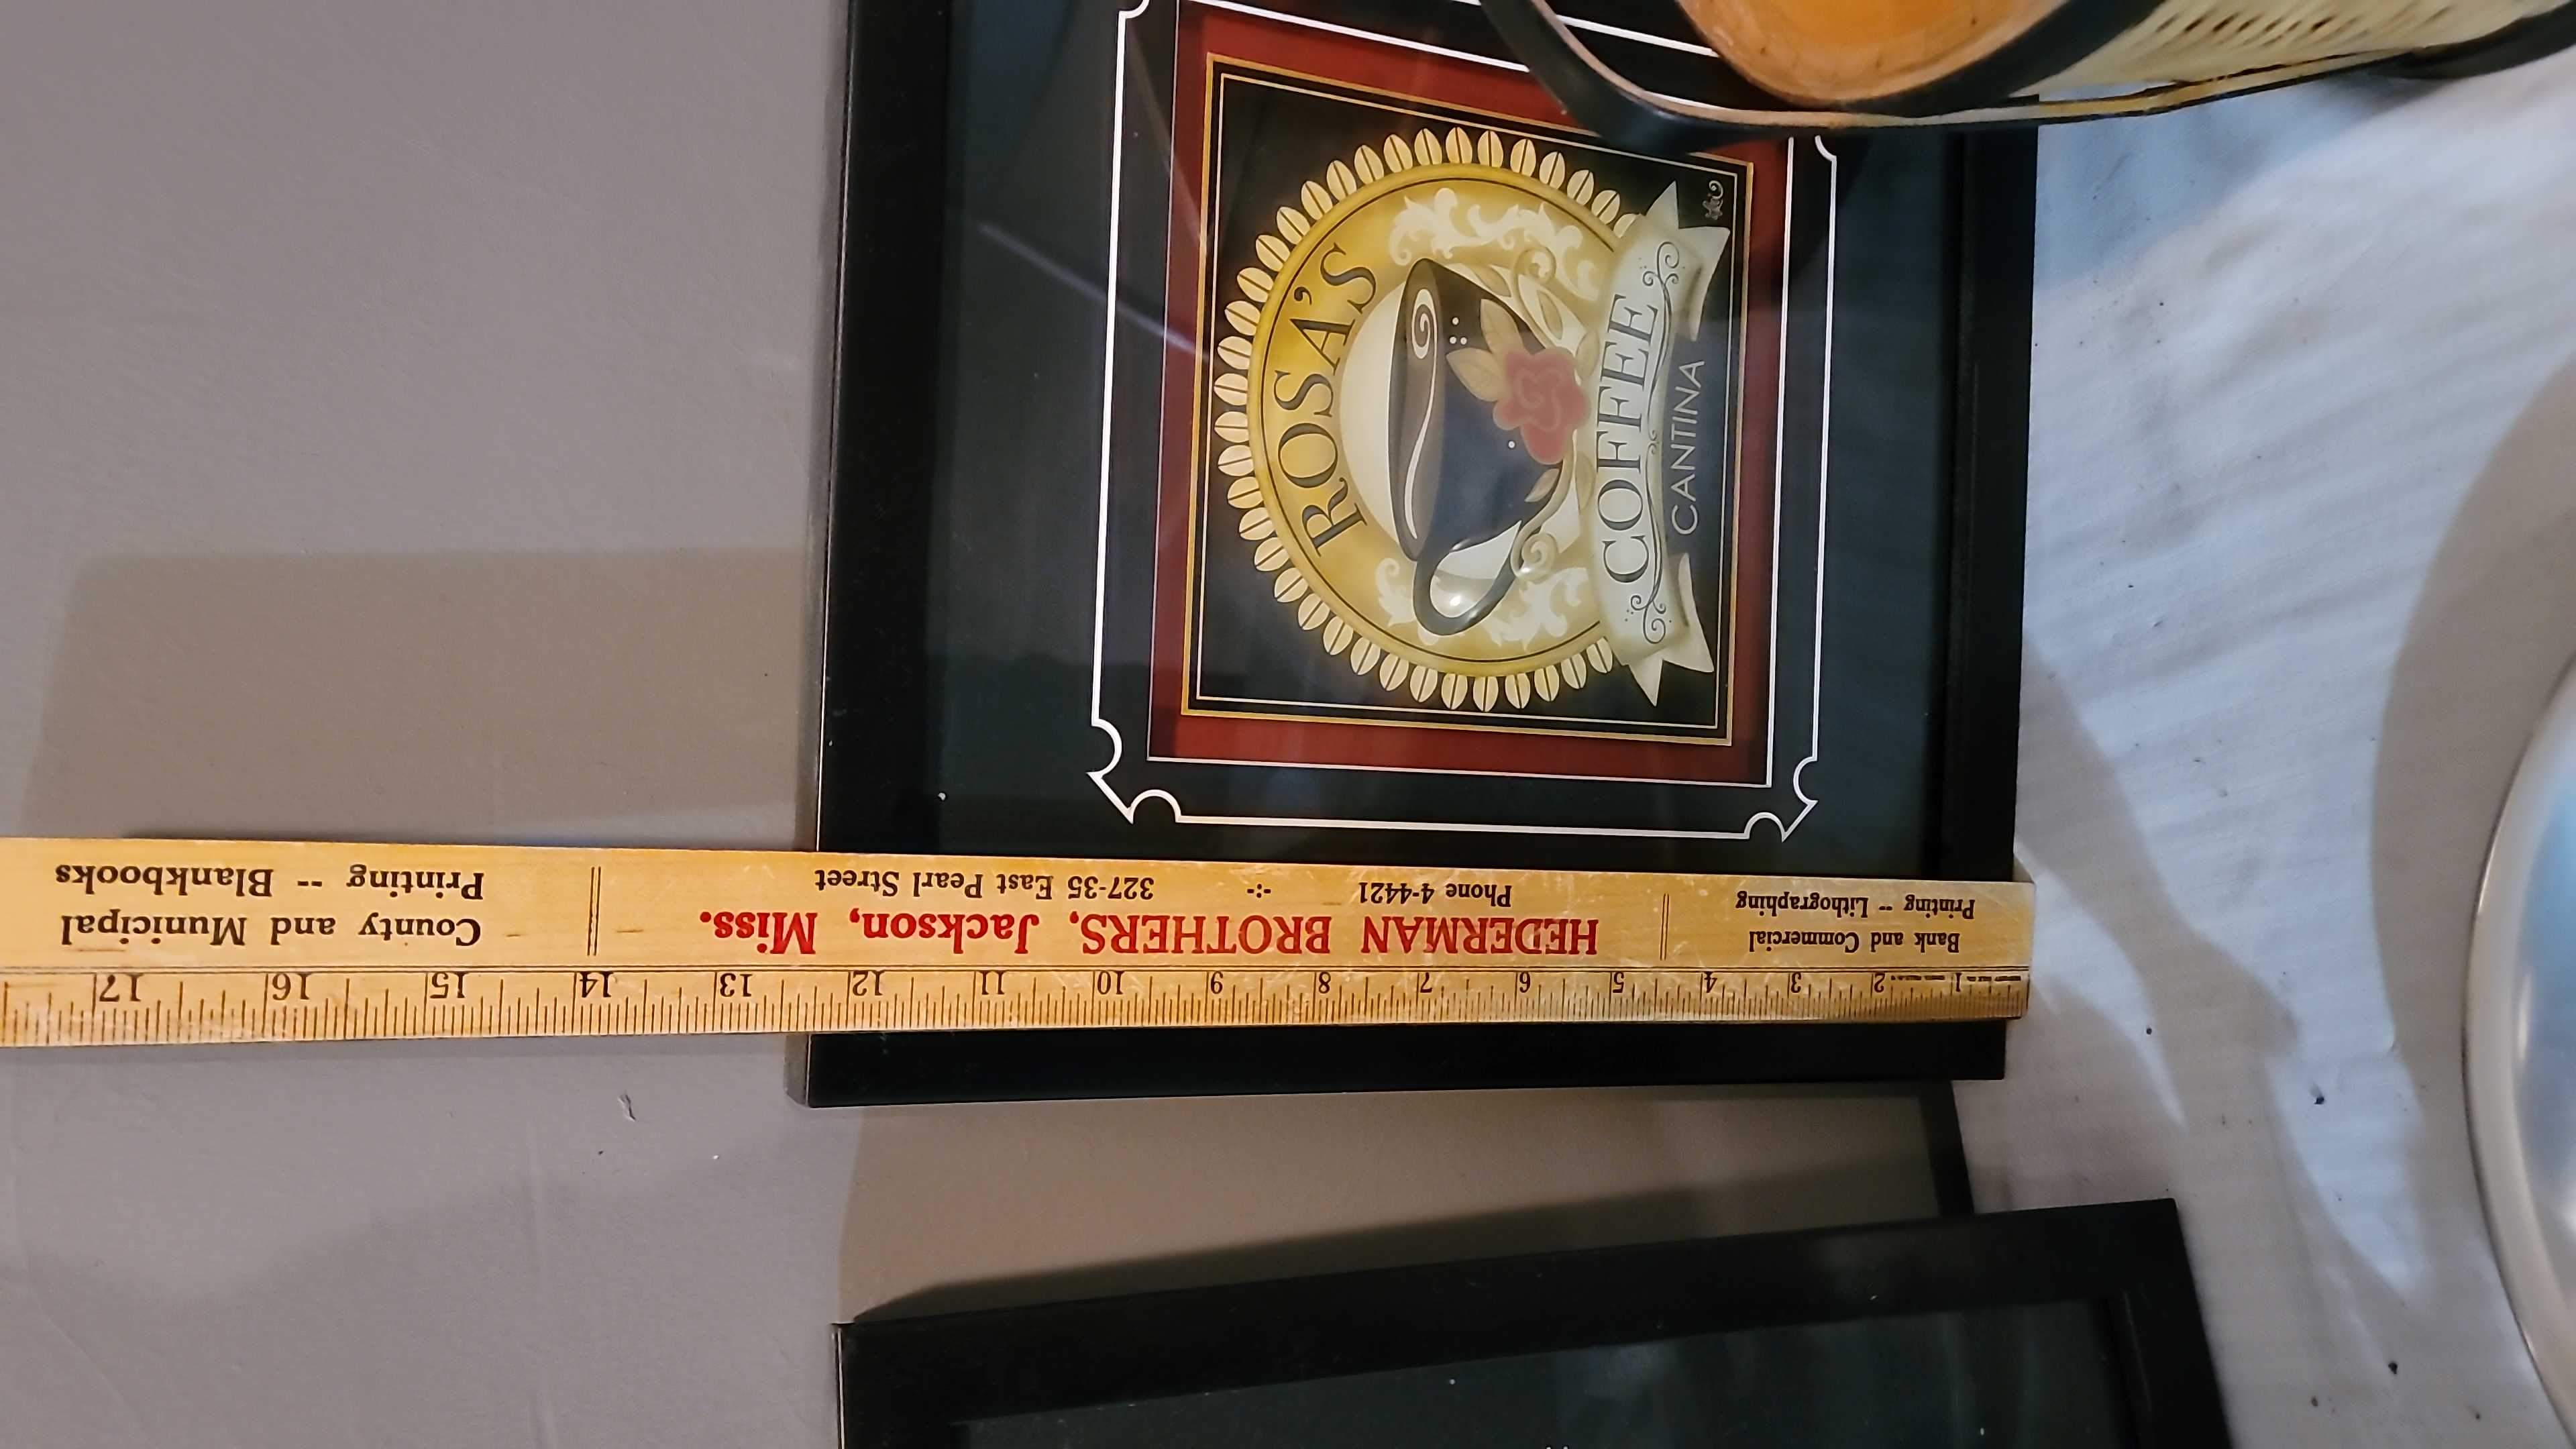 ROSA'S
COFFEE
CANTINA
Bank and Commercial
Printing -- Lithographing
HEDERMAN BROTHERS, Jackson, Miss.
Phone 4-4421 -:- 327-35 East Pearl Street
County and Municipal
Printing -- Blankbooks
1 2 3 4 5 6 7 8 9 10 11 12 13 14 15 16 17